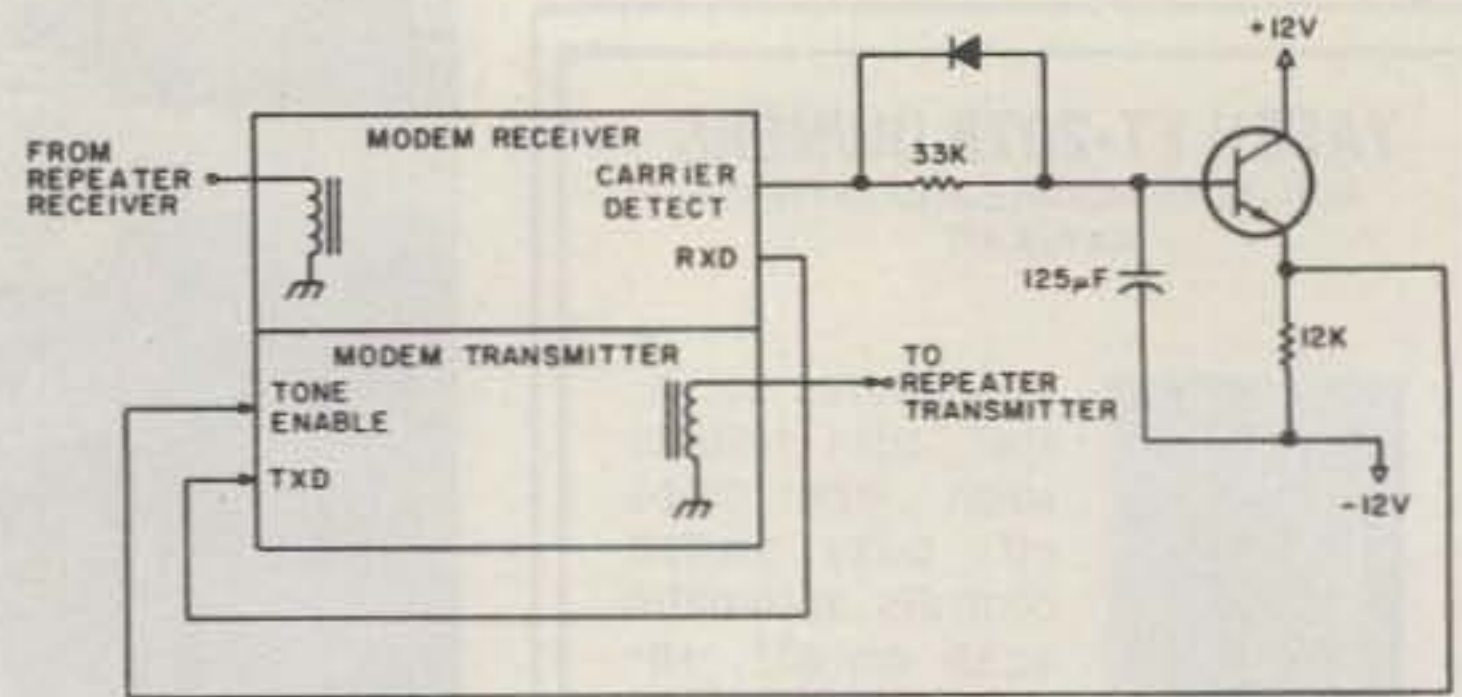 +12V
MODEM RECEIVER
FROM
REPEATER
RECEIVER
33K
CARRIER
DETECT
RXD
125µF
MODEM TRANSMITTER
12K
TONE
ENABLE
TO
REPEATER
TRANSMITTER
TXD
-12V